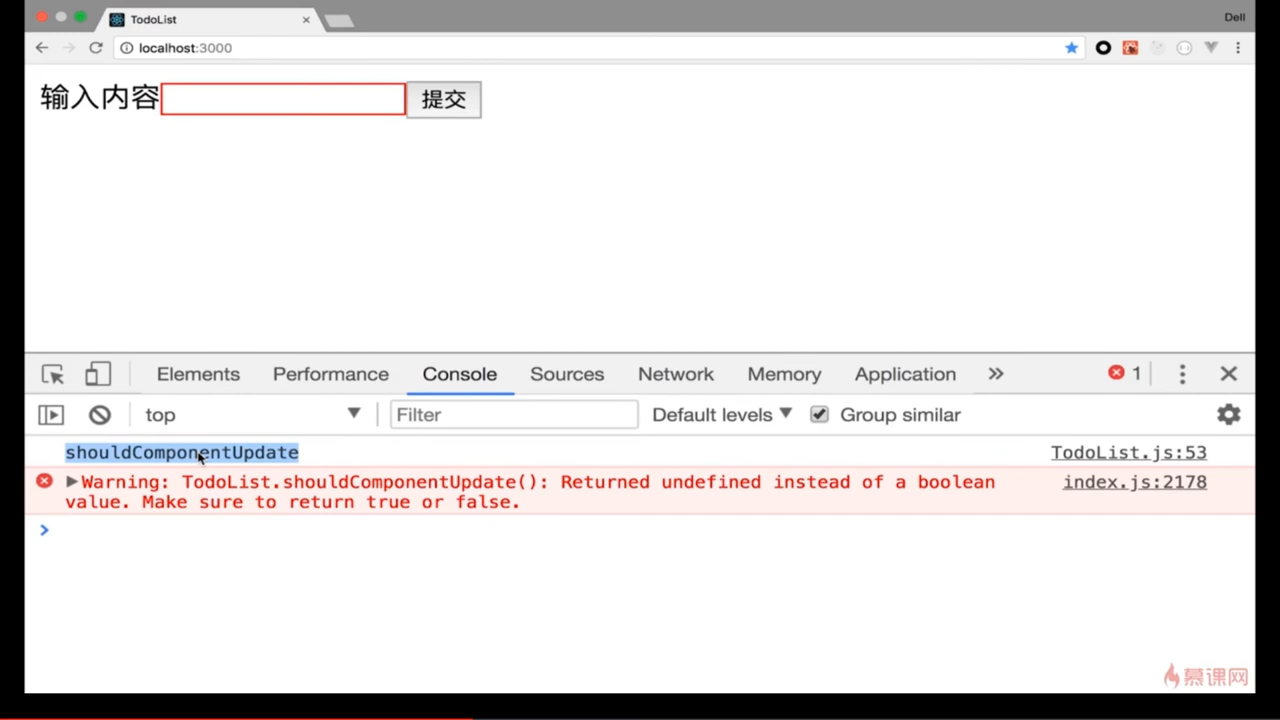 TodoList
Dell
localhost:3000
输入内容 提交
Elements Performance Console Sources Network Memory Application 1
top Filter Default levels Group similar
shouldComponentUpdate TodoList.js:53
Warning: TodoList.shouldComponentUpdate(): Returned undefined instead of a boolean index.js:2178
value. Make sure to return true or false.
慕课网